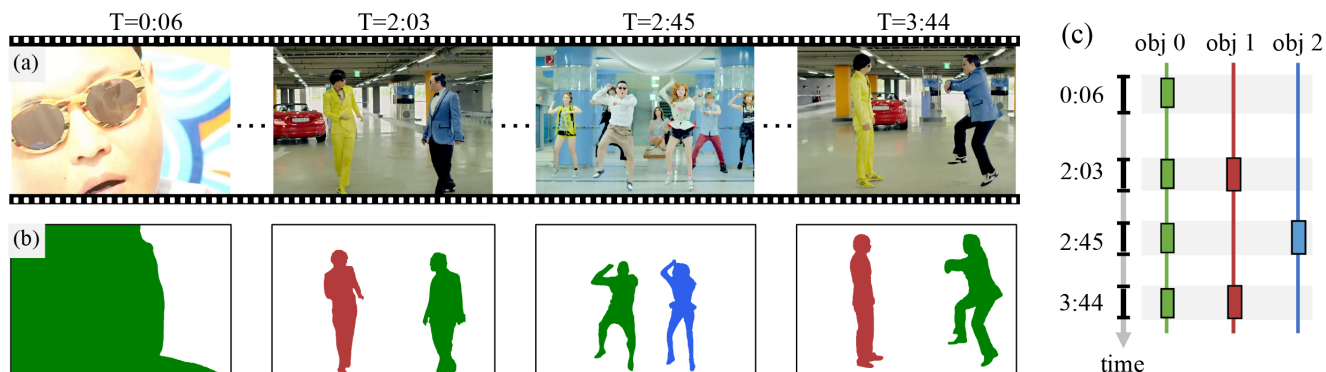 T=0:06 T=2:03 T=2:45 T=3:44
(a)
... ... ...
(b)
(c)
obj 0 obj 1 obj 2
0:06
2:03
2:45
3:44
time